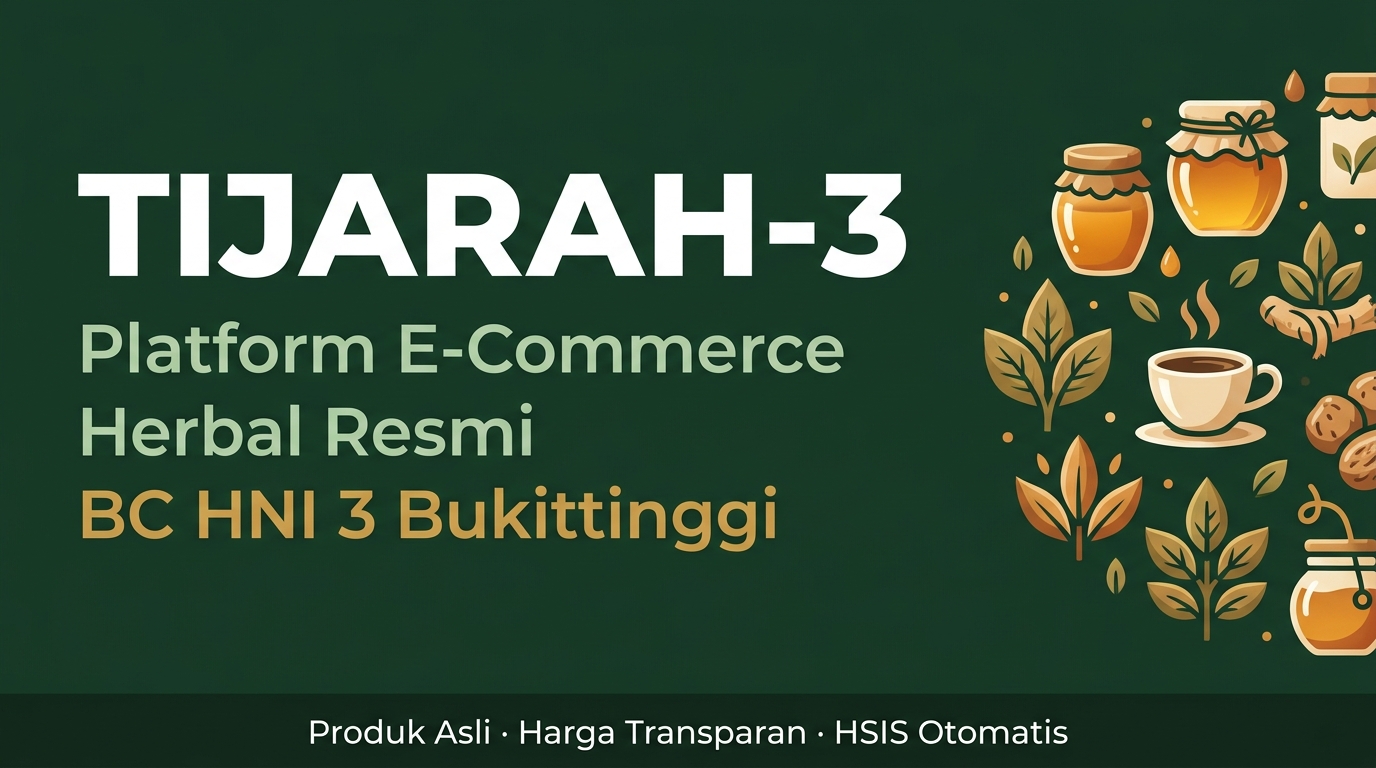 TIJARAH-3
Platform E-Commerce
Herbal Resmi
BC HNI 3 Bukittinggi
Produk Asli · Harga Transparan · HSIS Otomatis